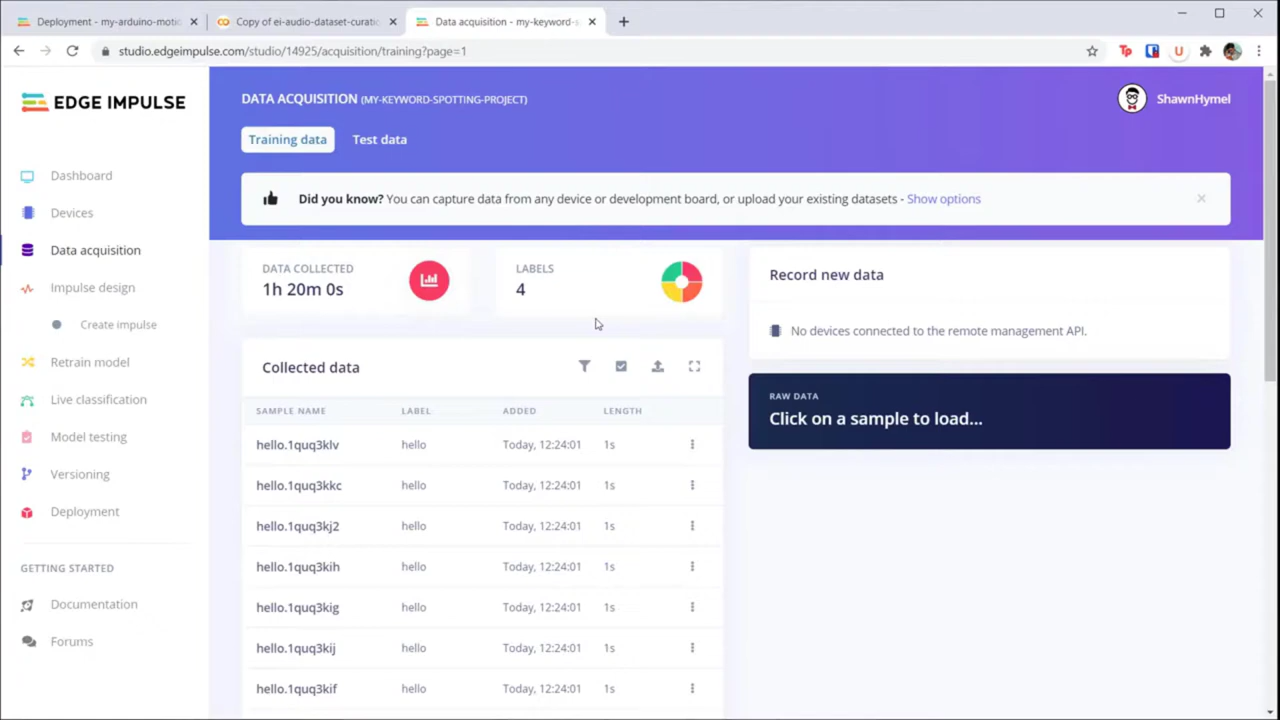 Deployment - my-arduino-motio
Copy of ei-audio-dataset-curatio
Data acquisition - my-keyword-s
studio.edgeimpulse.com/studio/14925/acquisition/training?page=1
EDGE IMPULSE
Dashboard
Devices
Data acquisition
Impulse design
Create impulse
Retrain model
Live classification
Model testing
Versioning
Deployment
GETTING STARTED
Documentation
Forums
DATA ACQUISITION (MY-KEYWORD-SPOTTING-PROJECT)
ShawnHymel
Training data
Test data
Did you know? You can capture data from any device or development board, or upload your existing datasets - Show options
DATA COLLECTED
1h 20m 0s
LABELS
4
Record new data
No devices connected to the remote management API.
RAW DATA
Click on a sample to load...
Collected data
SAMPLE NAME LABEL ADDED LENGTH
hello.1quq3klv hello Today, 12:24:01 1s
hello.1quq3kkc hello Today, 12:24:01 1s
hello.1quq3kj2 hello Today, 12:24:01 1s
hello.1quq3kih hello Today, 12:24:01 1s
hello.1quq3kig hello Today, 12:24:01 1s
hello.1quq3kij hello Today, 12:24:01 1s
hello.1quq3kif hello Today, 12:24:01 1s